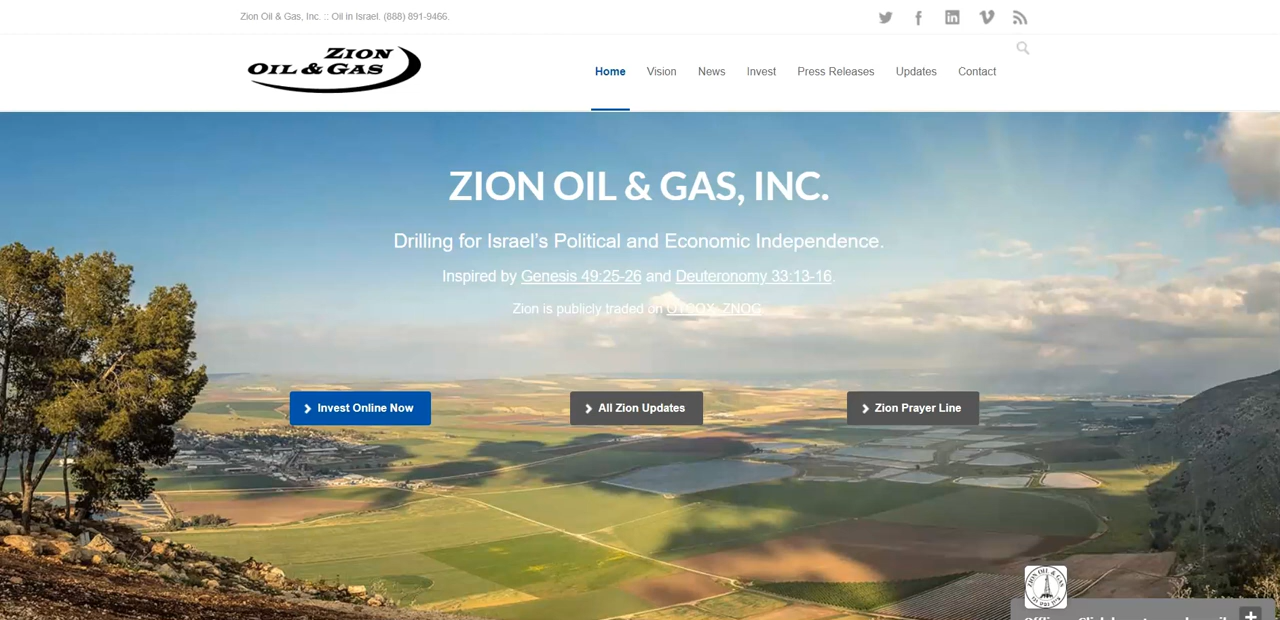 Zion Oil & Gas, Inc. :: Oil in Israel. (888) 891-9466.
ZION
OIL & GAS
Home Vision News Invest Press Releases Updates Contact
ZION OIL & GAS, INC.
Drilling for Israel's Political and Economic Independence.
Inspired by Genesis 49:25-26 and Deuteronomy 33:13-16.
Zion is publicly traded on OTCQX: ZNOG
Invest Online Now
All Zion Updates
Zion Prayer Line
ZION OIL & GAS